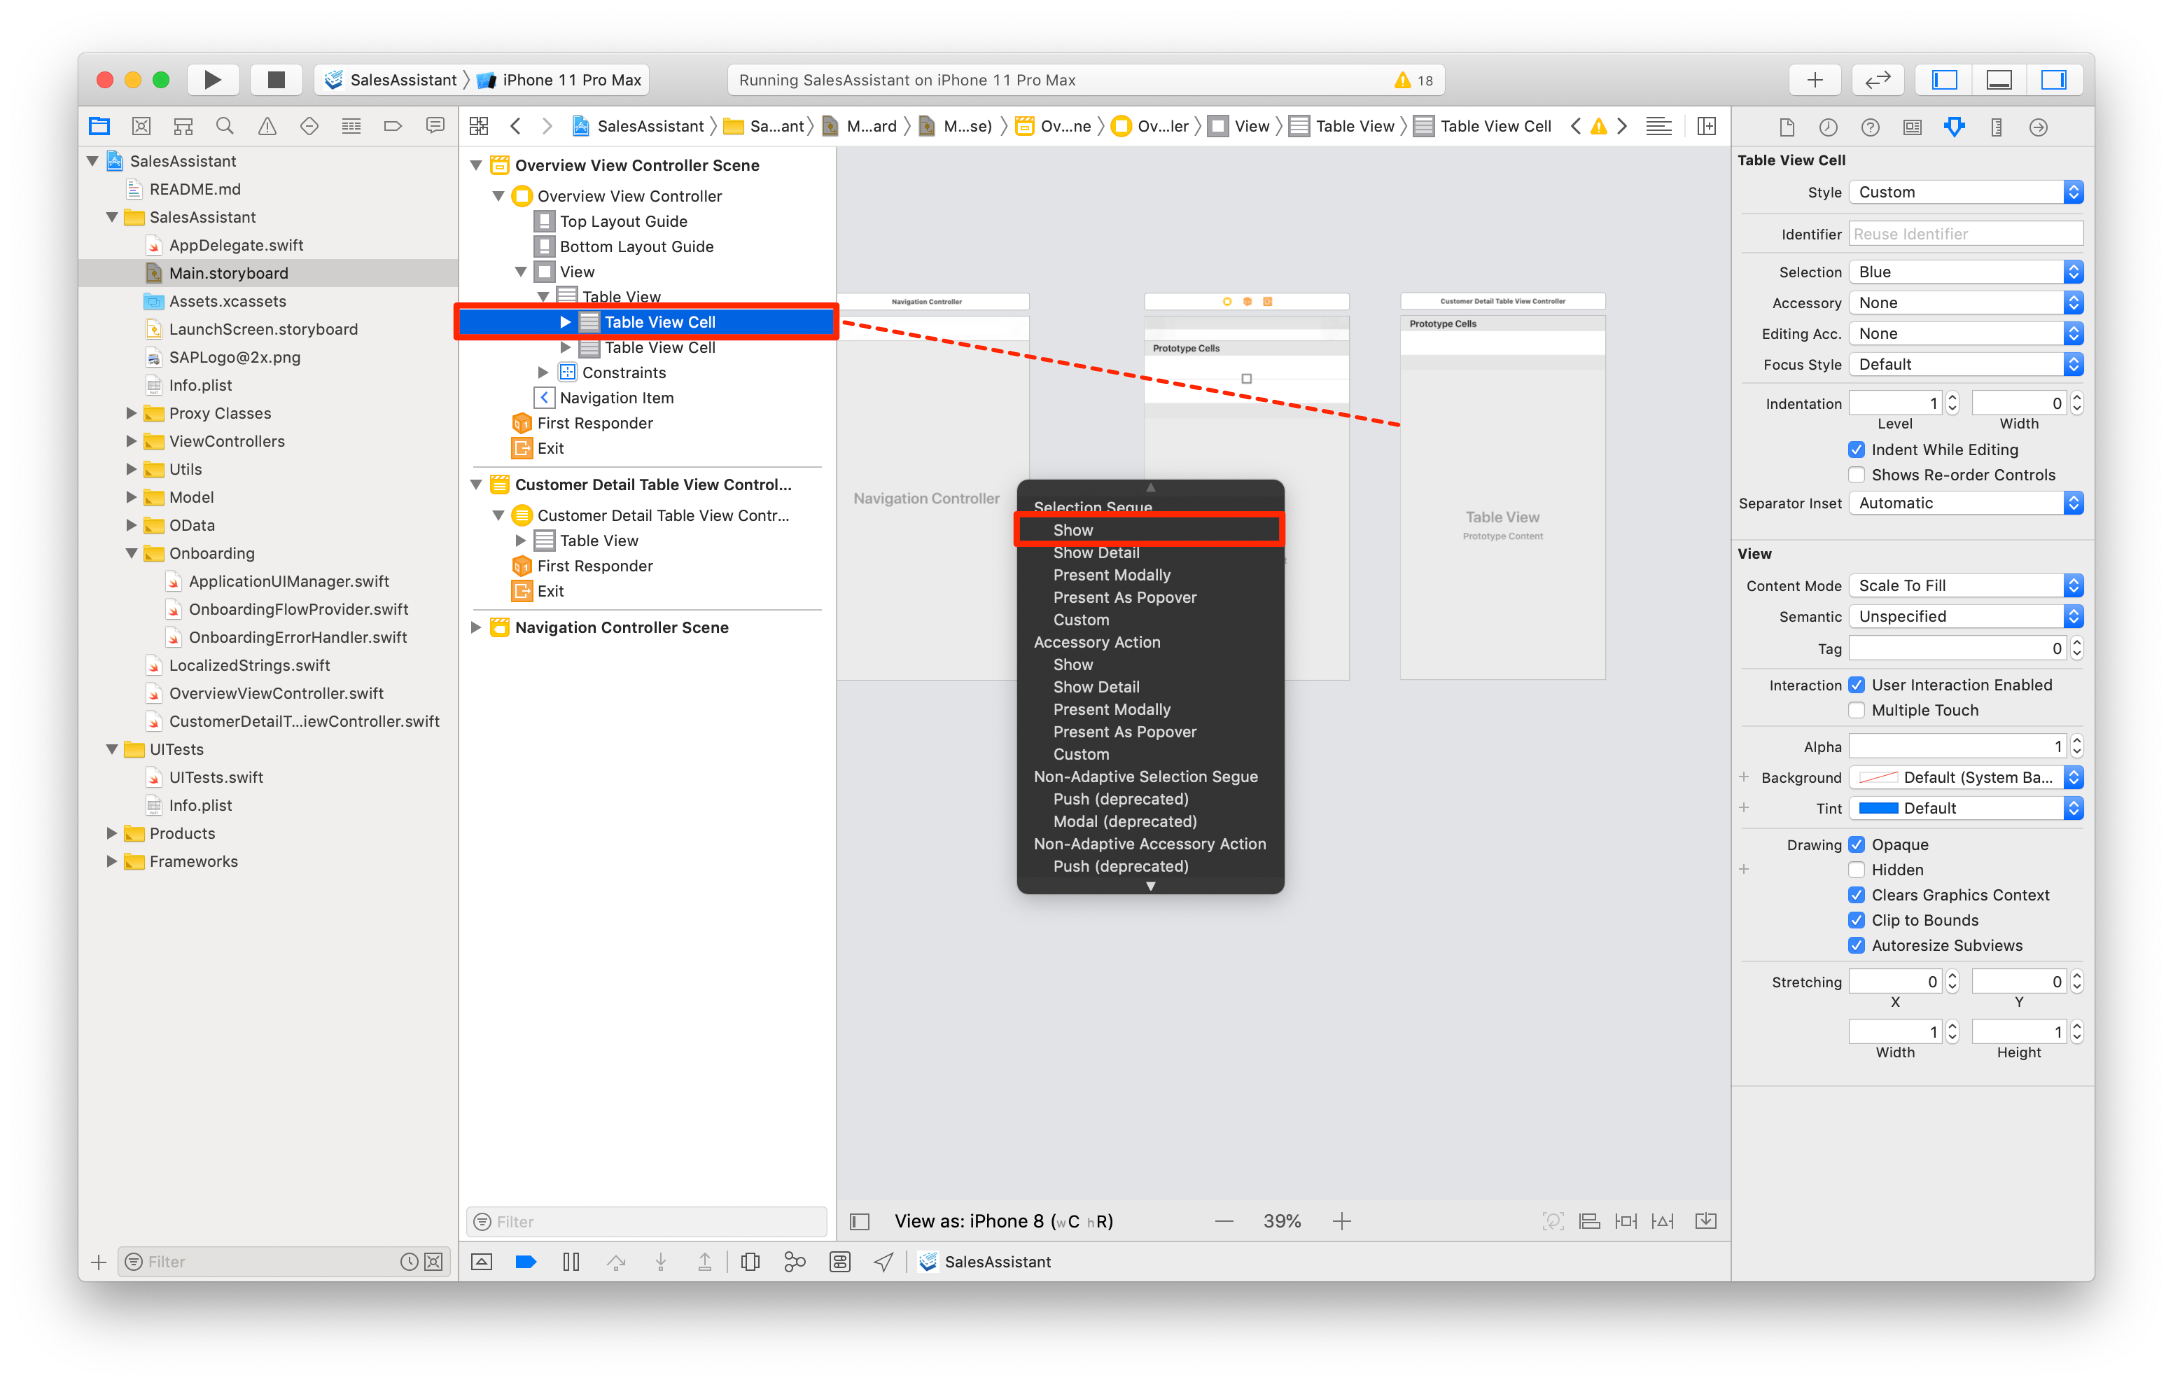 SalesAssistant
iPhone 11 Pro Max
Running SalesAssistant on iPhone 11 Pro Max
18
SalesAssistant
Sa...ant
M...ard
M...se)
Ov...ne
Ov...ler
View
Table View
Table View Cell
SalesAssistant
README.md
SalesAssistant
AppDelegate.swift
Main.storyboard
Assets.xcassets
LaunchScreen.storyboard
SAPLogo@2x.png
Info.plist
Proxy Classes
ViewControllers
Utils
Model
OData
Onboarding
ApplicationUIManager.swift
OnboardingFlowProvider.swift
OnboardingErrorHandler.swift
LocalizedStrings.swift
OverviewViewController.swift
CustomerDetailT...iewController.swift
UITests
UITests.swift
Info.plist
Products
Frameworks
Filter
Overview View Controller Scene
Overview View Controller
Top Layout Guide
Bottom Layout Guide
View
Table View
Table View Cell
Table View Cell
Constraints
Navigation Item
First Responder
Exit
Customer Detail Table View Control...
Customer Detail Table View Contr...
Table View
First Responder
Exit
Navigation Controller Scene
Filter
Navigation Controller
Navigation Controller
Prototype Cells
Customer Detail Table View Controller
Prototype Cells
Table View
Prototype Content
Selection Segue
Show
Show Detail
Present Modally
Present As Popover
Custom
Accessory Action
Show
Show Detail
Present Modally
Present As Popover
Custom
Non-Adaptive Selection Segue
Push (deprecated)
Modal (deprecated)
Non-Adaptive Accessory Action
Push (deprecated)
View as: iPhone 8 (wC hR)
39%
SalesAssistant
Table View Cell
Style Custom
Identifier Reuse Identifier
Selection Blue
Accessory None
Editing Acc. None
Focus Style Default
Indentation 1 0
Level Width
Indent While Editing
Shows Re-order Controls
Separator Inset Automatic
View
Content Mode Scale To Fill
Semantic Unspecified
Tag 0
Interaction User Interaction Enabled
Multiple Touch
Alpha 1
Background Default (System Ba...
Tint Default
Drawing Opaque
Hidden
Clears Graphics Context
Clip to Bounds
Autoresize Subviews
Stretching 0 0
X Y
1 1
Width Height